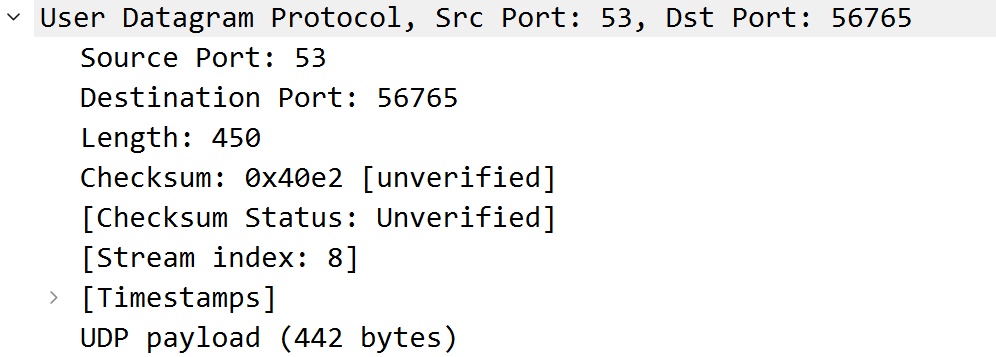 User Datagram Protocol, Src Port: 53, Dst Port: 56765
Source Port: 53
Destination Port: 56765
Length: 450
Checksum: 0x40e2 [unverified]
[Checksum Status: Unverified]
[Stream index: 8]
[Timestamps]
UDP payload (442 bytes)